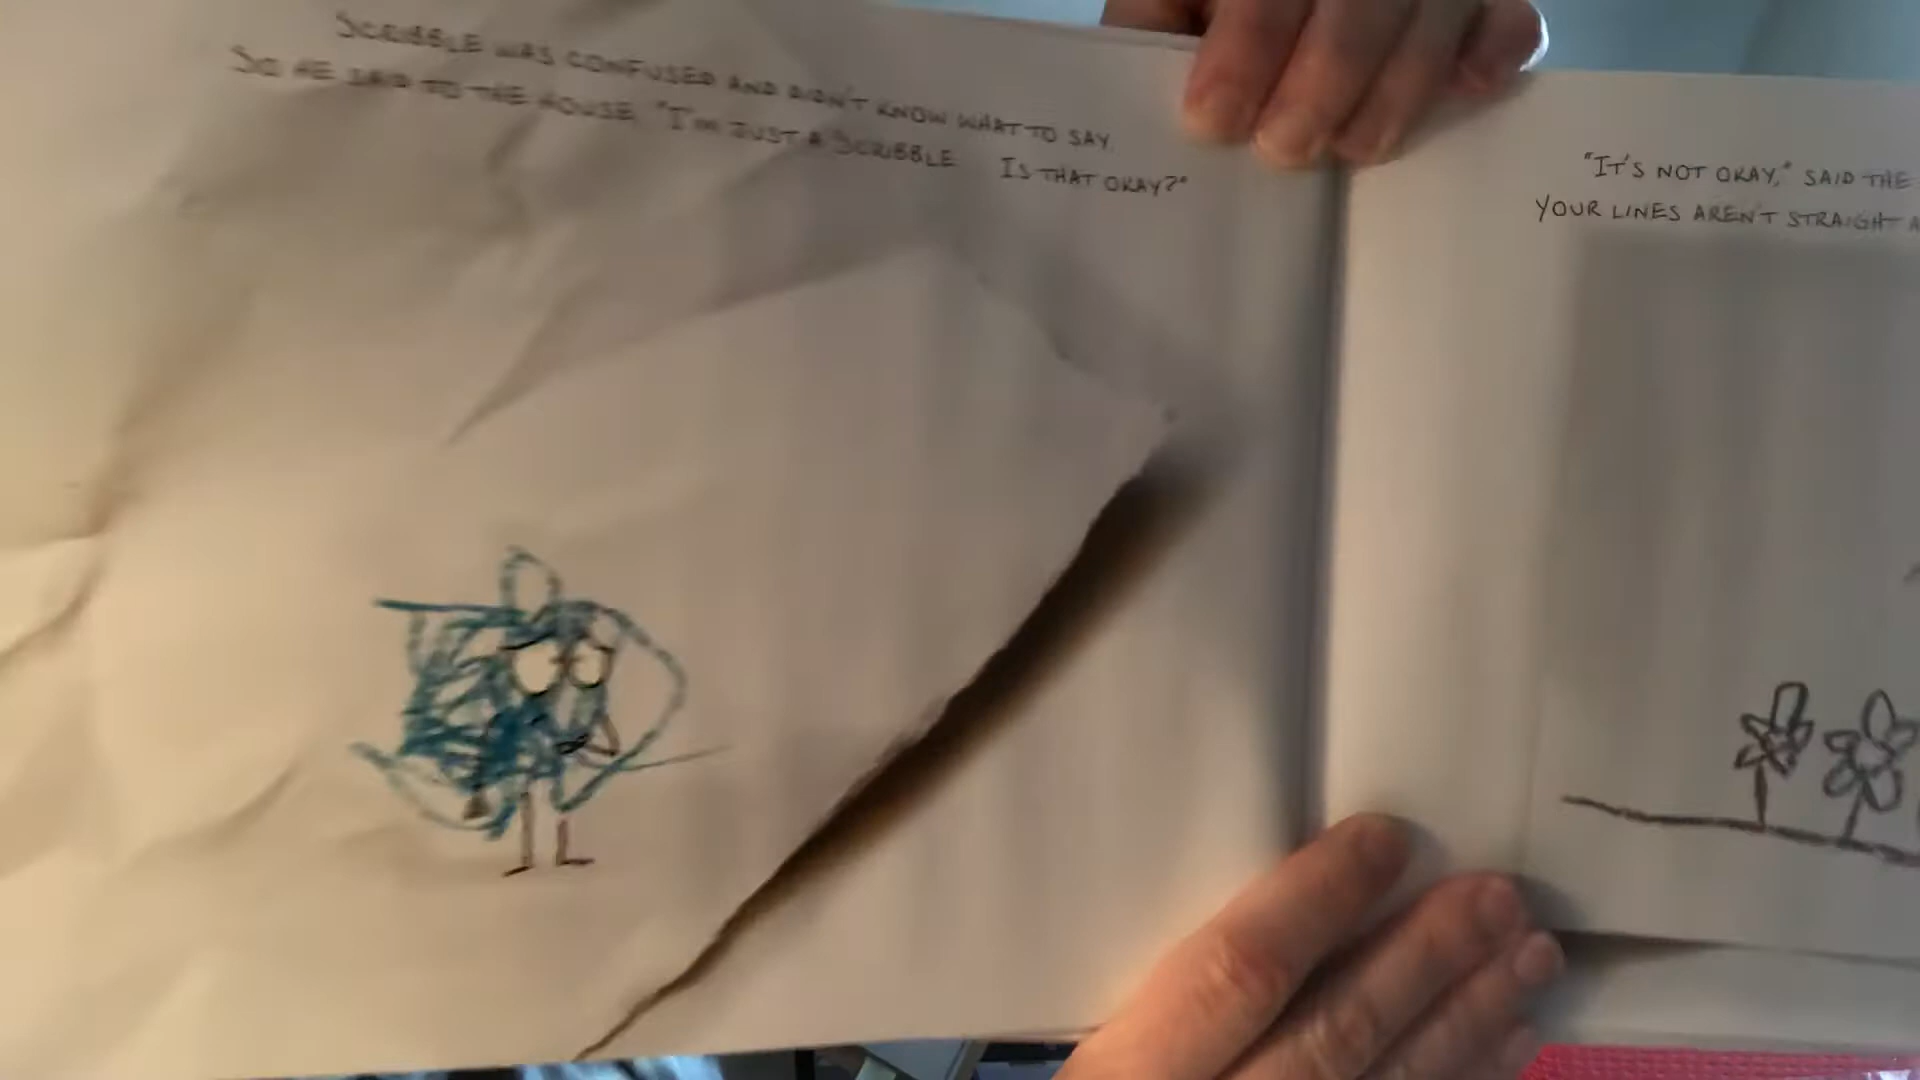 SCRIBBLE WAS CONFUSED AND DIDN'T KNOW WHAT TO SAY.
SO HE SAID TO THE HOUSE, "I'M JUST A SCRIBBLE. IS THAT OKAY?"
"IT'S NOT OKAY," SAID THE
YOUR LINES AREN'T STRAIGHT